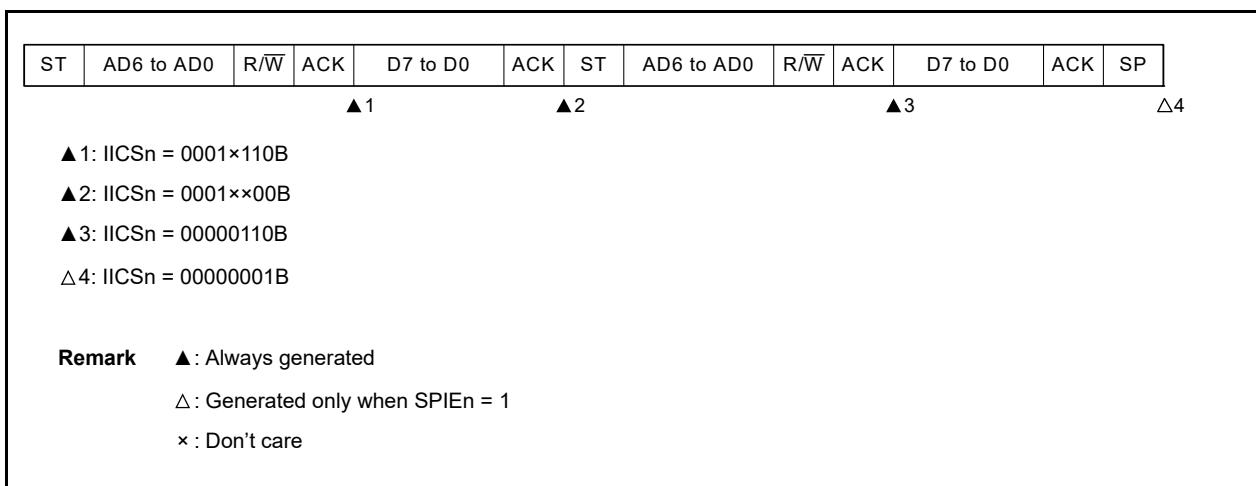 ST AD6 to AD0 R/W̅ ACK D7 to D0 ACK ST AD6 to AD0 R/W̅ ACK D7 to D0 ACK SP
▲1 ▲2 ▲3 △4
▲1: IICSn = 0001×110B
▲2: IICSn = 0001××00B
▲3: IICSn = 00000110B
△4: IICSn = 00000001B
Remark ▲: Always generated
△: Generated only when SPIEn = 1
×: Don't care